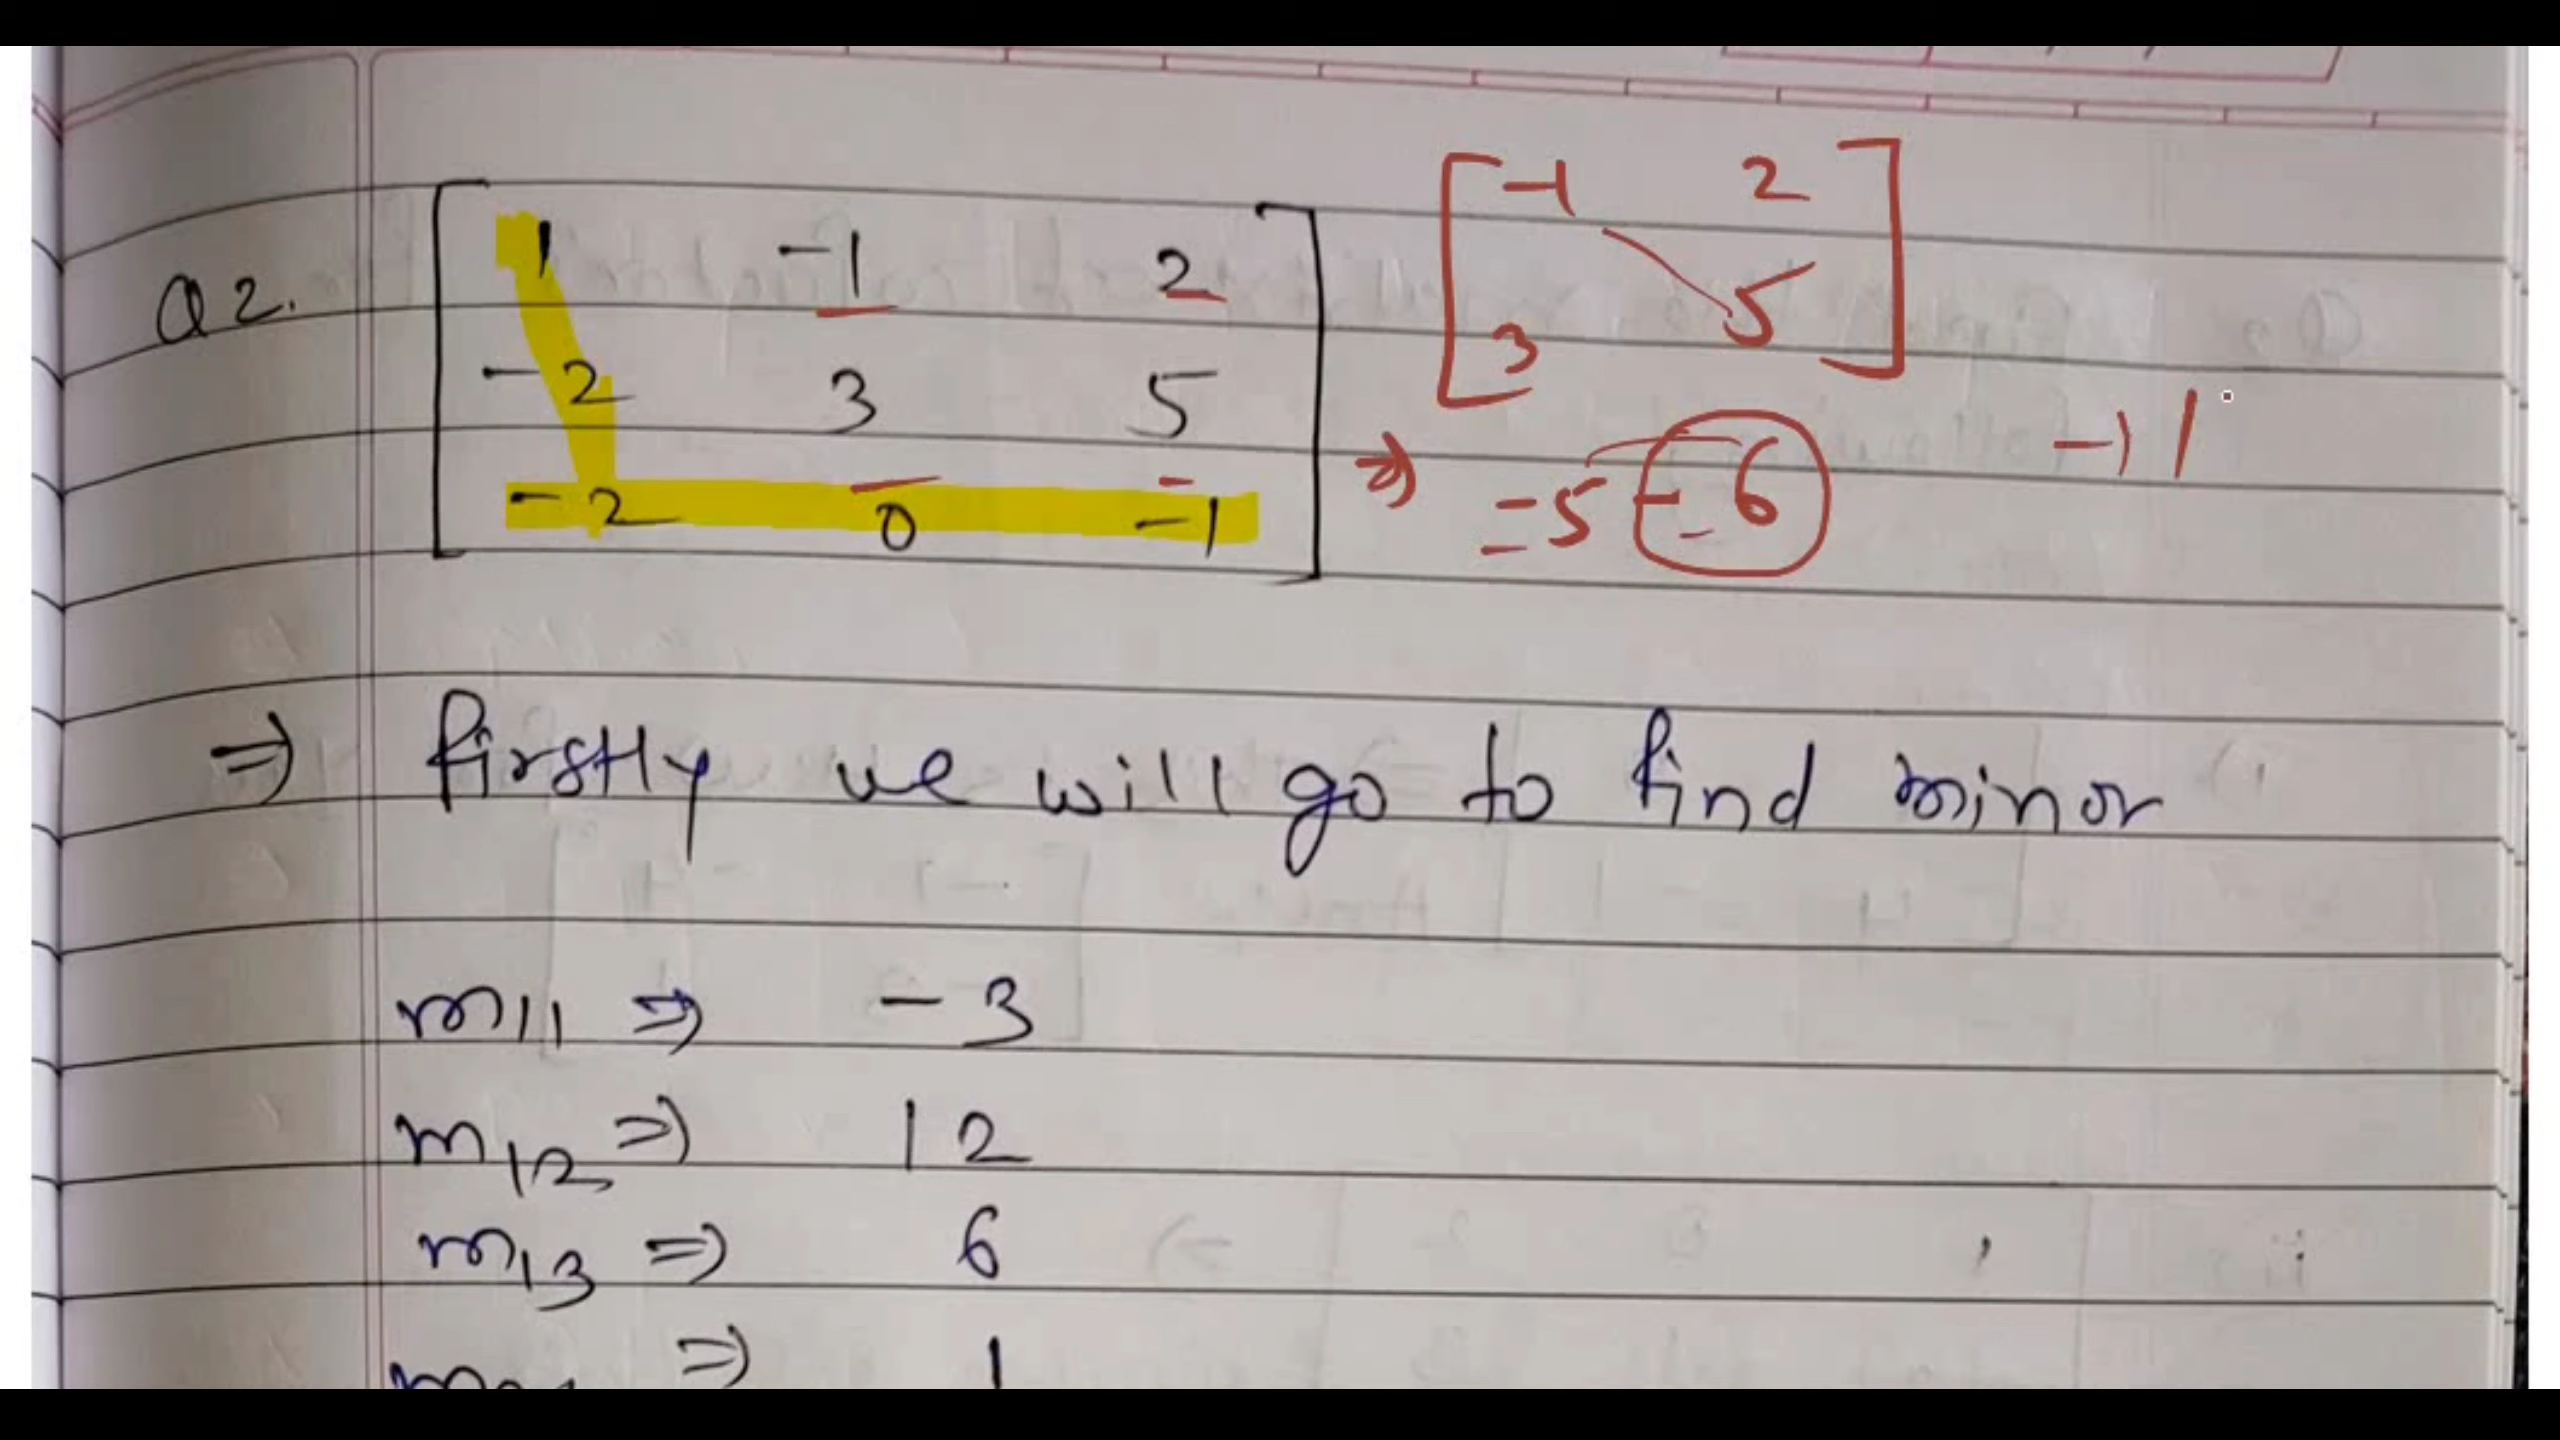 Q2. [ 1 -1 2
-2 3 5
-2 0 -1 ]
[ -1 2
3 5 ]
⇒ = 5 - 6 -11
⇒ firstly we will go to find minor
m11 ⇒ -3
m12 ⇒ 12
m13 ⇒ 6
⇒ 1